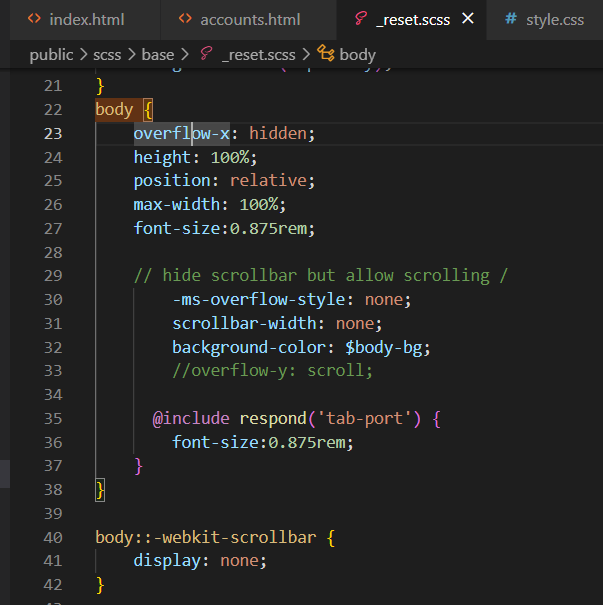 index.html accounts.html _reset.scss style.css
public > scss > base > _reset.scss > body
21 }
22 body {
23 overflow-x: hidden;
24 height: 100%;
25 position: relative;
26 max-width: 100%;
27 font-size:0.875rem;
28
29 // hide scrollbar but allow scrolling /
30 -ms-overflow-style: none;
31 scrollbar-width: none;
32 background-color: $body-bg;
33 //overflow-y: scroll;
34
35 @include respond('tab-port') {
36 font-size:0.875rem;
37 }
38 }
39
40 body::-webkit-scrollbar {
41 display: none;
42 }